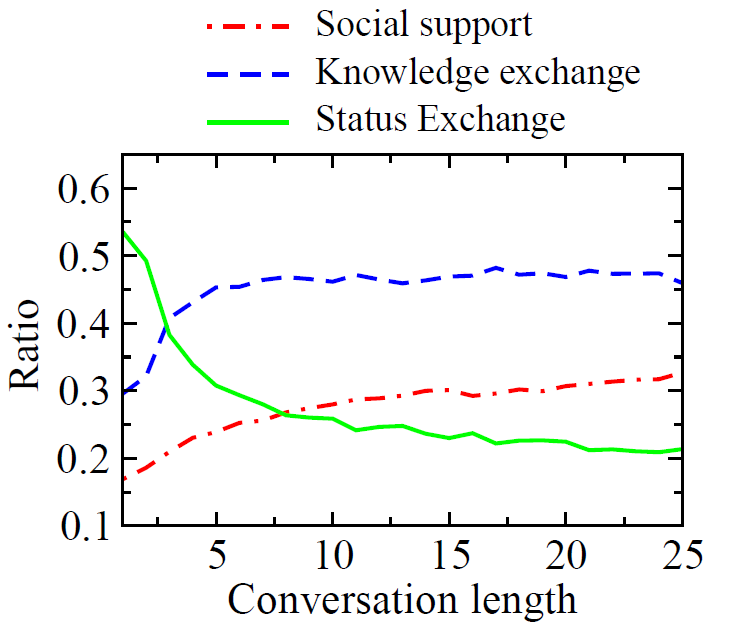 Social support
Knowledge exchange
Status Exchange
0.6
0.5
0.4
0.3
0.2
0.1
Ratio
5 10 15 20 25
Conversation length